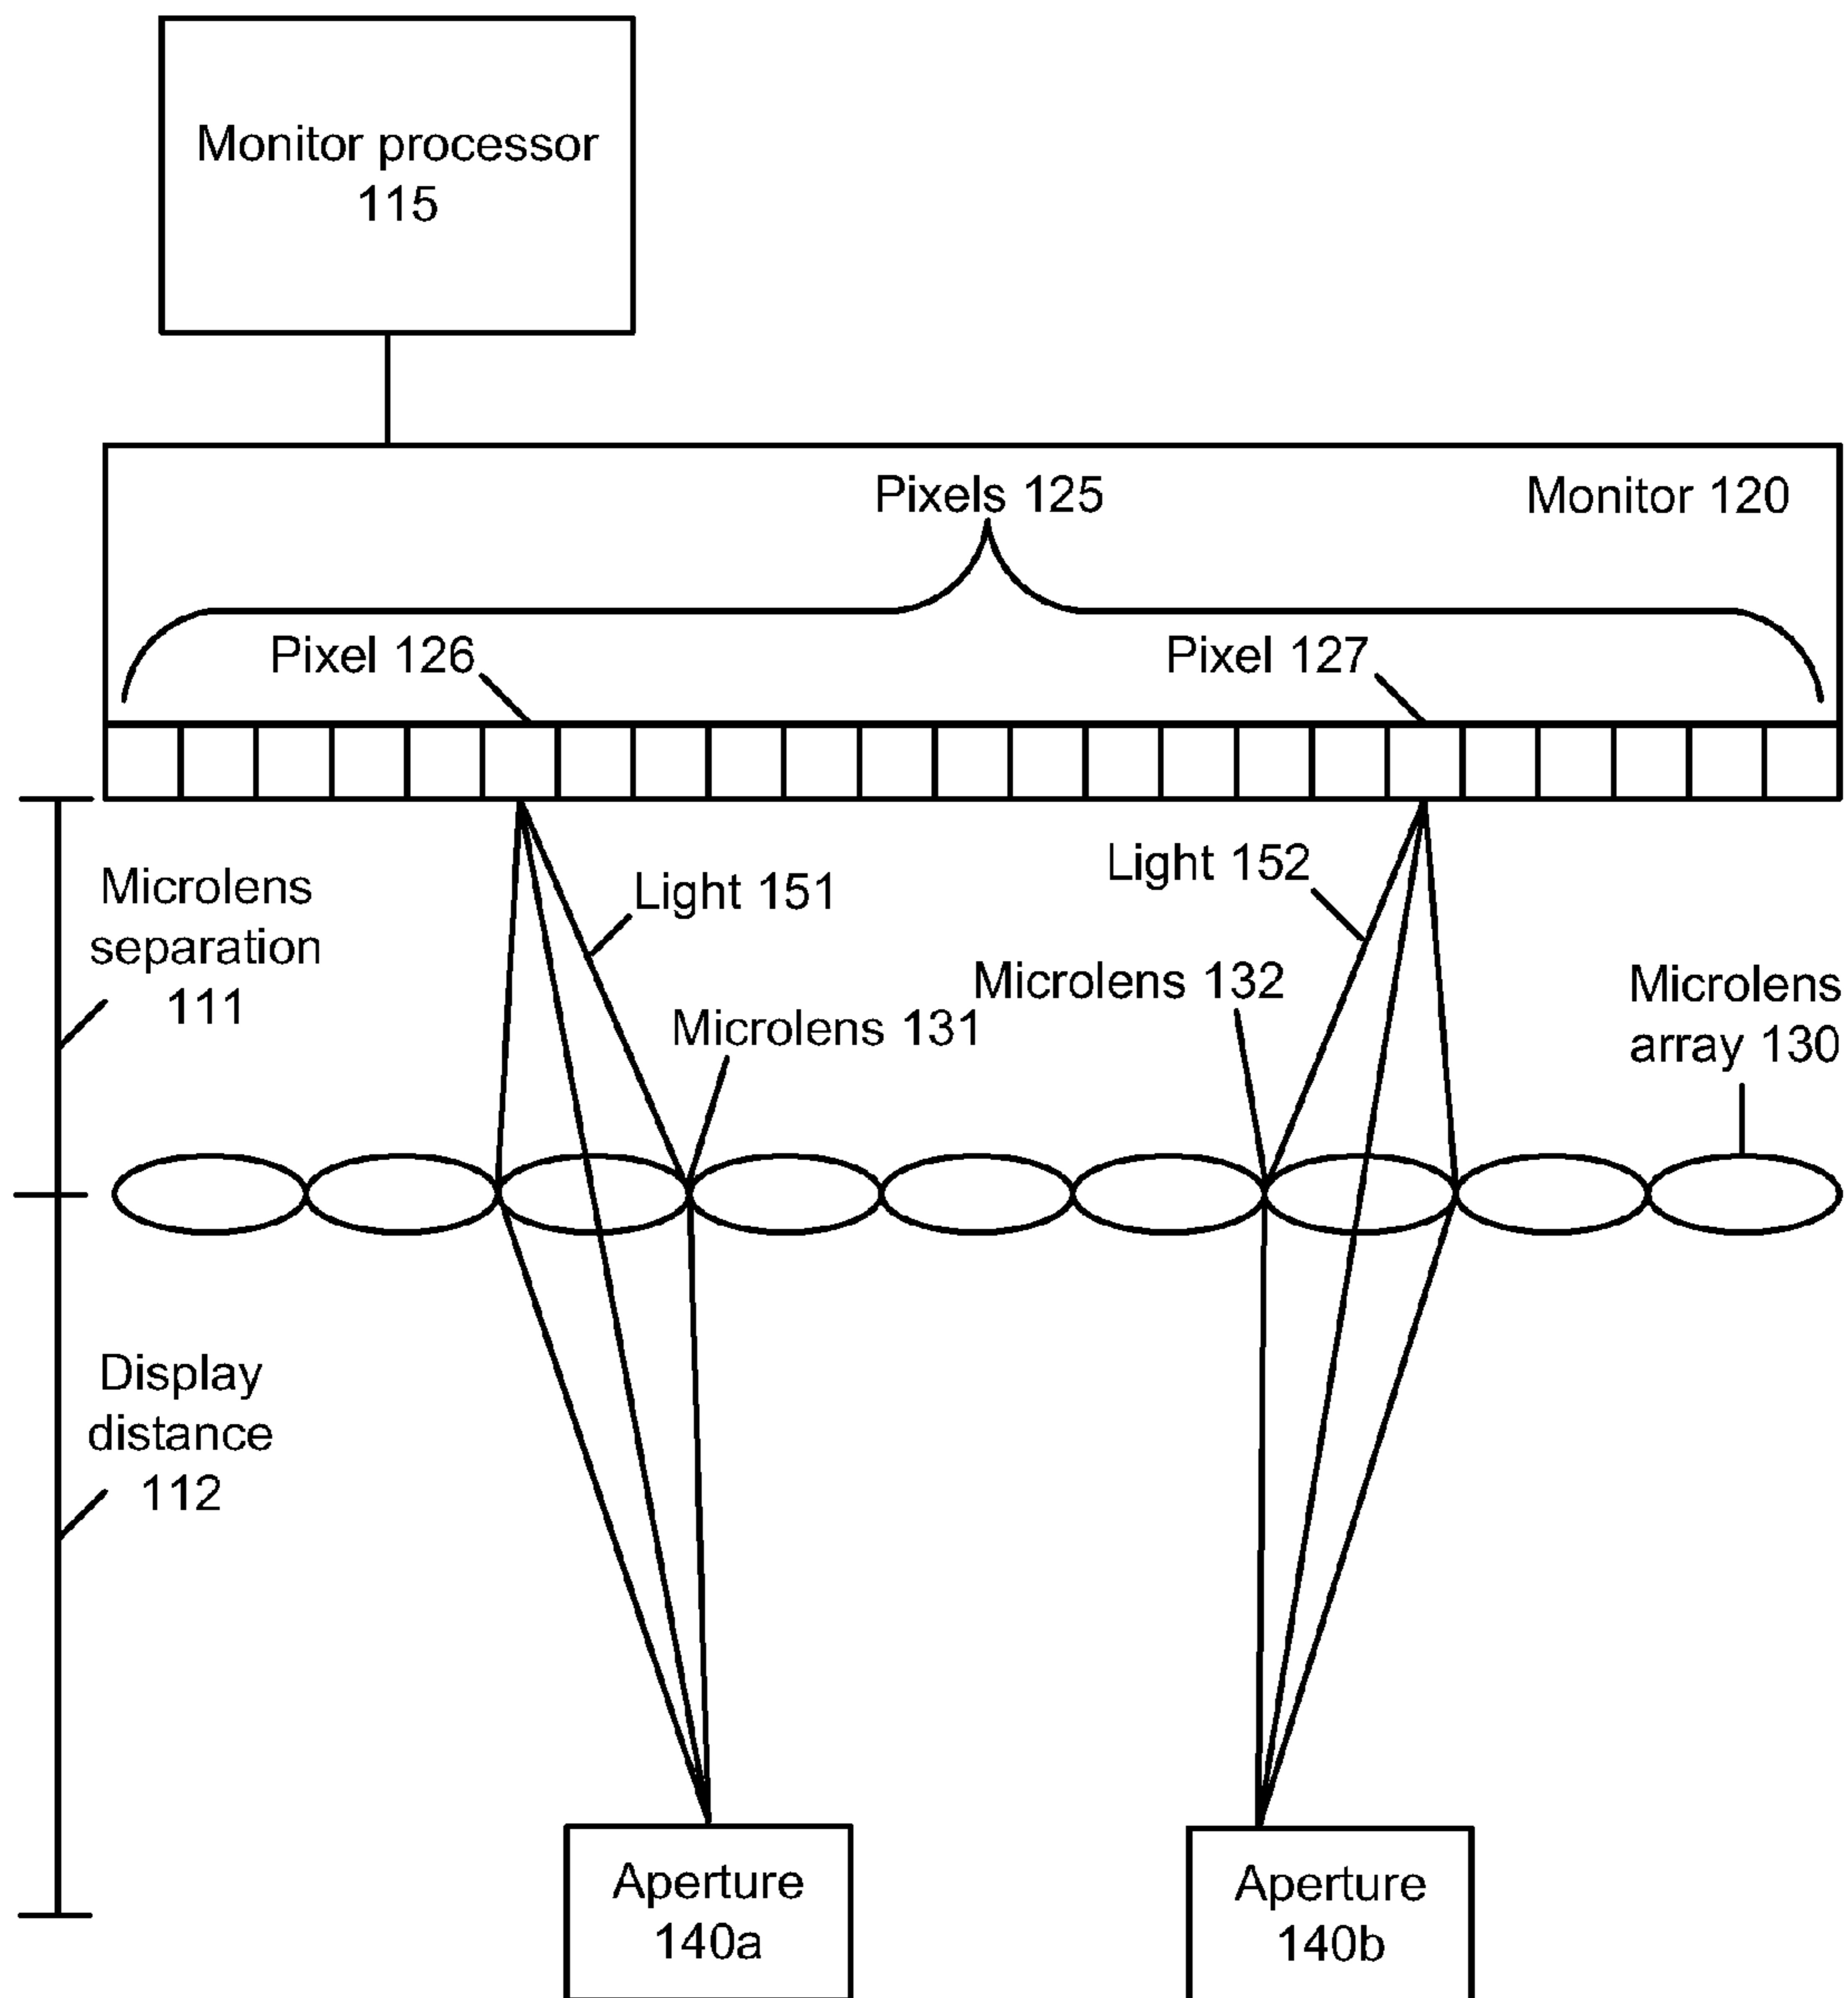 Monitor processor
115
Pixels 125
Monitor 120
Pixel 126
Pixel 127
Microlens
separation
111
Light 151
Light 152
Microlens 131
Microlens 132
Microlens
array 130
Display
distance
112
Aperture
140a
Aperture
140b